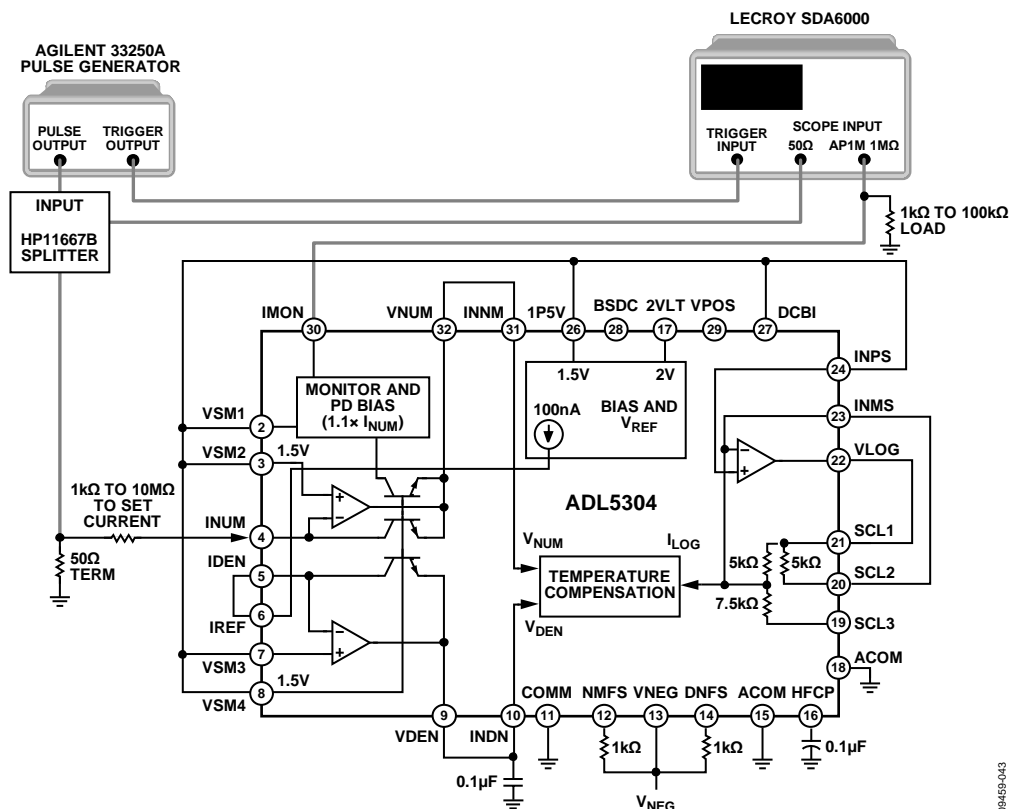 LECROY SDA6000
AGILENT 33250A
PULSE GENERATOR
PULSE
OUTPUT
TRIGGER
OUTPUT
TRIGGER
INPUT
SCOPE INPUT
50Ω
AP1M 1MΩ
INPUT
HP11667B
SPLITTER
1kΩ TO 100kΩ
LOAD
IMON
30
VNUM
32
INNM
31
1P5V
26
BSDC
28
2VLT
17
VPOS
29
DCBI
27
INPS
24
INMS
23
VLOG
22
SCL1
21
SCL2
20
SCL3
19
ACOM
18
MONITOR AND
PD BIAS
(1.1× INUM)
1.5V
2V
100nA
BIAS AND
VREF
VSM1
2
VSM2
3
1.5V
1kΩ TO 10MΩ
TO SET
CURRENT
INUM
4
50Ω
TERM
IDEN
5
IREF
6
VSM3
7
VSM4
8
1.5V
+
−
−
+
−
+
ADL5304
VNUM
ILOG
TEMPERATURE
COMPENSATION
VDEN
5kΩ
5kΩ
7.5kΩ
COMM
11
NMFS
12
VNEG
13
DNFS
14
ACOM
15
HFCP
16
9
VDEN
10
INDN
1kΩ
1kΩ
0.1µF
0.1µF
VNEG
09459-043